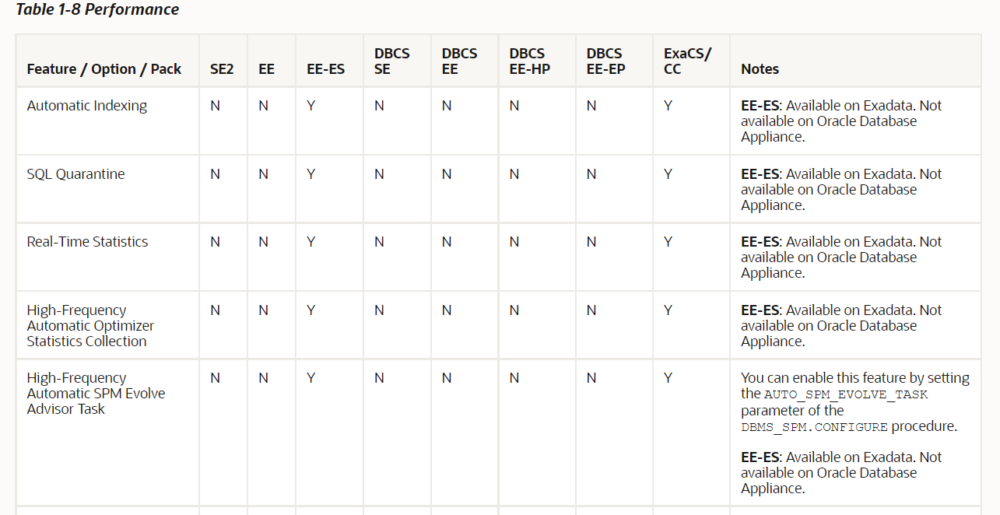 Table 1-8 Performance
Feature / Option / Pack SE2 EE EE-ES DBCS SE DBCS EE DBCS EE-HP DBCS EE-EP ExaCS/ CC Notes
Automatic Indexing N N Y N N N N Y EE-ES: Available on Exadata. Not
available on Oracle Database
Appliance.
SQL Quarantine N N Y N N N N Y EE-ES: Available on Exadata. Not
available on Oracle Database
Appliance.
Real-Time Statistics N N Y N N N N Y EE-ES: Available on Exadata. Not
available on Oracle Database
Appliance.
High-Frequency
Automatic Optimizer
Statistics Collection
N N Y N N N N Y
EE-ES: Available on Exadata. Not
available on Oracle Database
Appliance.
High-Frequency
Automatic SPM Evolve
Advisor Task
N N Y N N N N Y
You can enable this feature by setting
the AUTO_SPM_EVOLVE_TASK
parameter of the
DBMS_SPM.CONFIGURE procedure.
EE-ES: Available on Exadata. Not
available on Oracle Database
Appliance.